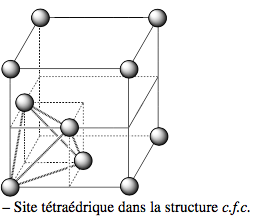 – Site tétraédrique dans la structure c.f.c.